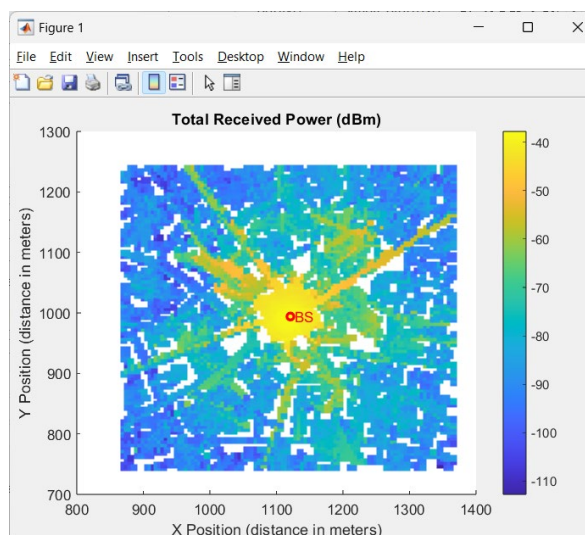 Figure 1
File Edit View Insert Tools Desktop Window Help
Total Received Power (dBm)
1300
1200
1100
1000
900
800
700
Y Position (distance in meters)
BS
800 900 1000 1100 1200 1300 1400
X Position (distance in meters)
-40
-50
-60
-70
-80
-90
-100
-110